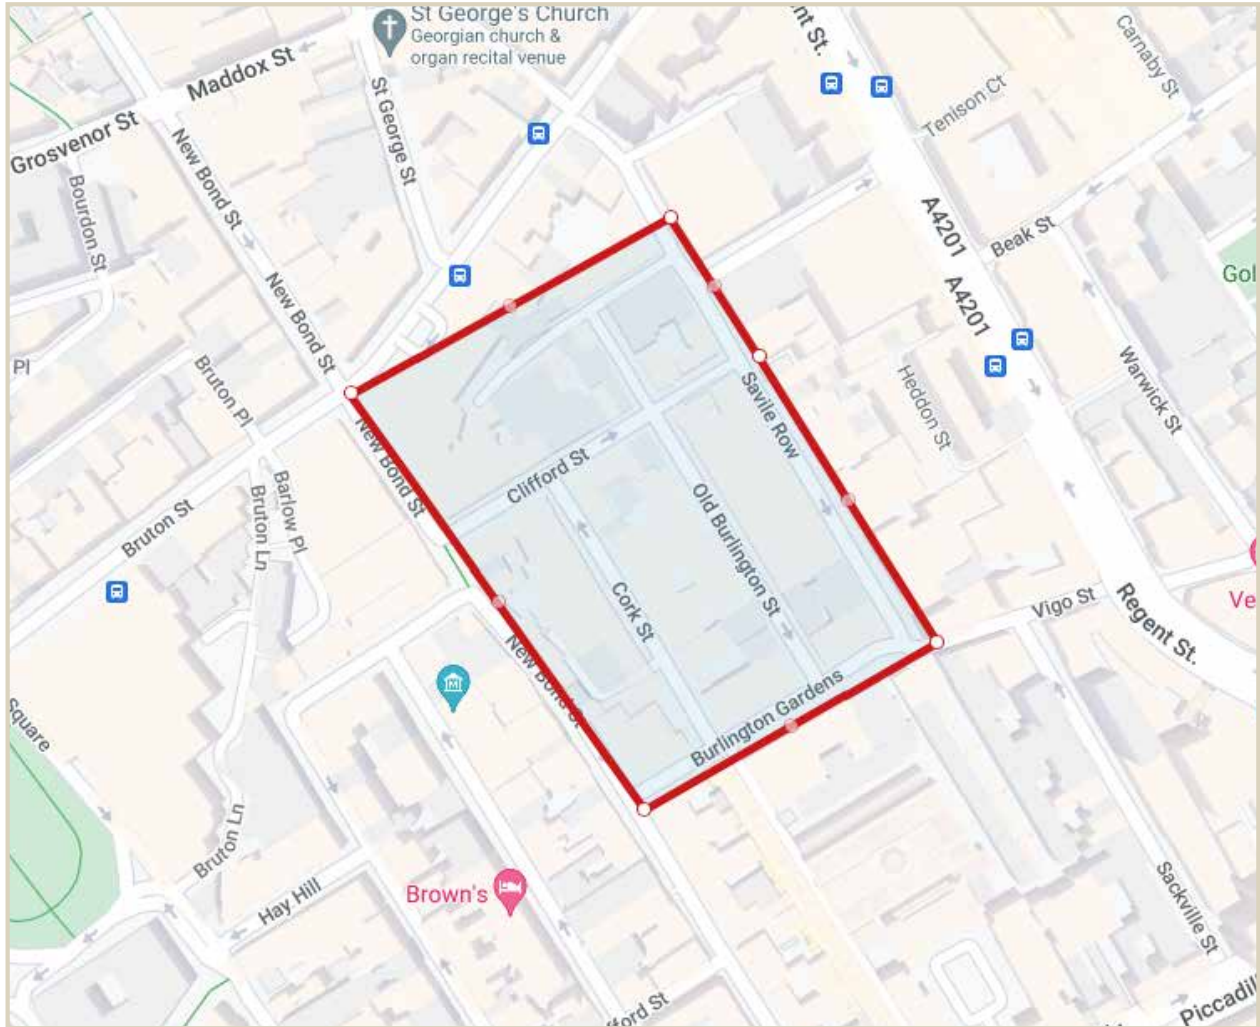 St George's Church
Georgian church &
organ recital venue
nt St.
Carnaby St
Maddox St
St George St
Tenison Ct
Grosvenor St
New Bond St
Bourdon St
A4201
Beak St
Gol
New Bond St
A4201
Pl
Bruton Pl
Heddon St
Warwick St
Savile Row
New Bond St
Clifford St
Barlow Pl
Bruton St
Bruton Ln
Old Burlington St
Cork St
Ve
Vigo St
Regent St.
New Bond St
Square
Burlington Gardens
Bruton Ln
Brown's
Hay Hill
Sackville St
fford St
Piccadil